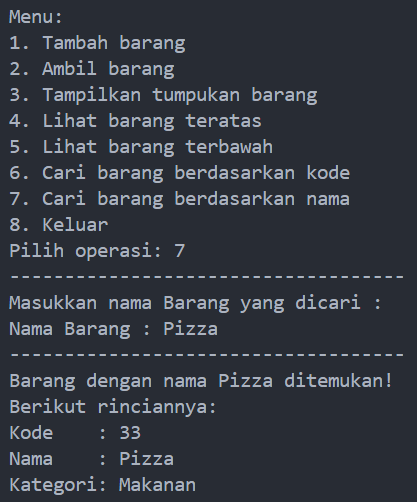 Menu:
1. Tambah barang
2. Ambil barang
3. Tampilkan tumpukan barang
4. Lihat barang teratas
5. Lihat barang terbawah
6. Cari barang berdasarkan kode
7. Cari barang berdasarkan nama
8. Keluar
Pilih operasi: 7
------------------------------------
Masukkan nama Barang yang dicari :
Nama Barang : Pizza
------------------------------------
Barang dengan nama Pizza ditemukan!
Berikut rinciannya:
Kode    : 33
Nama    : Pizza
Kategori: Makanan